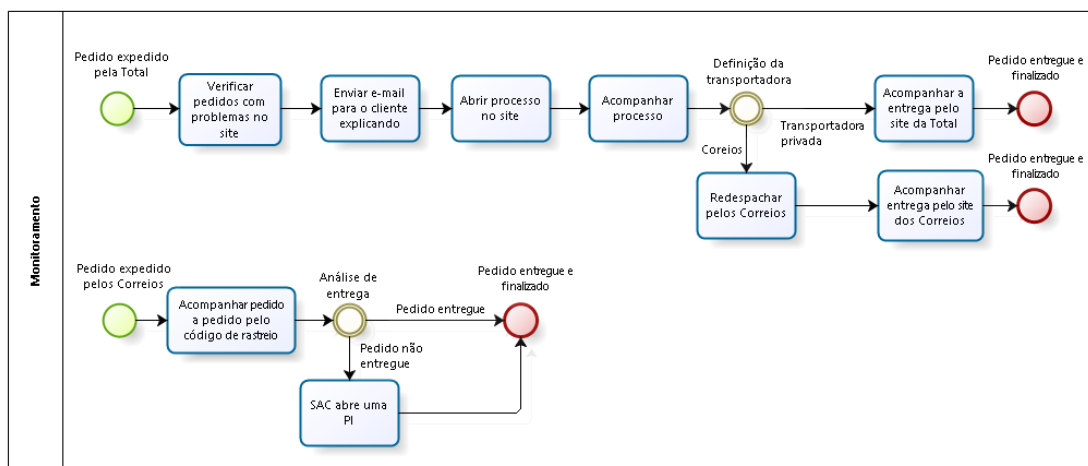 Monitoramento
Pedido expedido
pela Total
Verificar
pedidos com
problemas no
site
Enviar e-mail
para o cliente
explicando
Abrir processo
no site
Acompanhar
processo
Definição da
transportadora
Transportadora
privada
Acompanhar a
entrega pelo
site da Total
Pedido entregue e
finalizado
Coreios
Redespachar
pelos Correios
Acompanhar
entrega pelo site
dos Correios
Pedido entregue e
finalizado
Pedido expedido
pelos Correios
Acompanhar pedido
a pedido pelo
código de rastreio
Análise de
entrega
Pedido entregue
Pedido entregue e
finalizado
Pedido não
entregue
SAC abre uma
PI